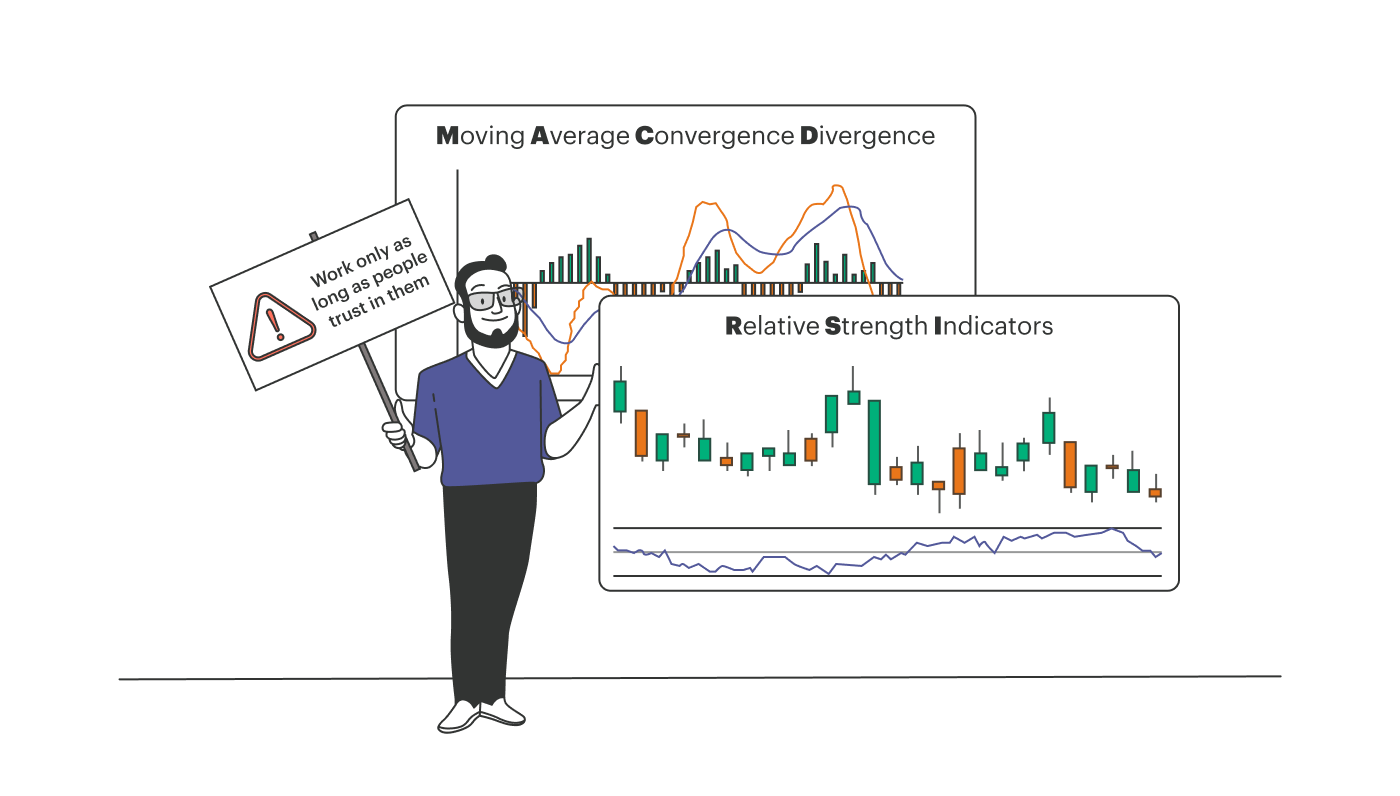 Moving Average Convergence Divergence
Work only as
long as people
trust in them
Relative Strength Indicators